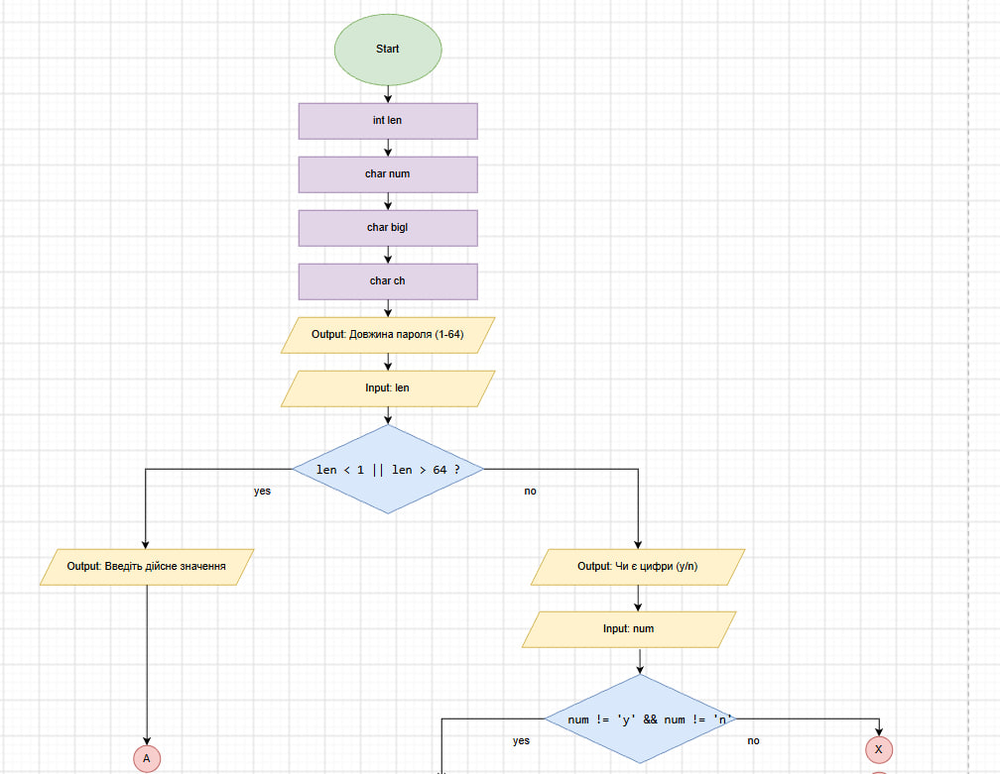 Start
int len
char num
char bigl
char ch
Output: Довжина пароля (1-64)
Input: len
len < 1 || len > 64 ?
yes
no
Output: Введіть дійсне значення
Output: Чи є цифри (y/n)
Input: num
num != 'y' && num != 'n'
yes
no
A
X